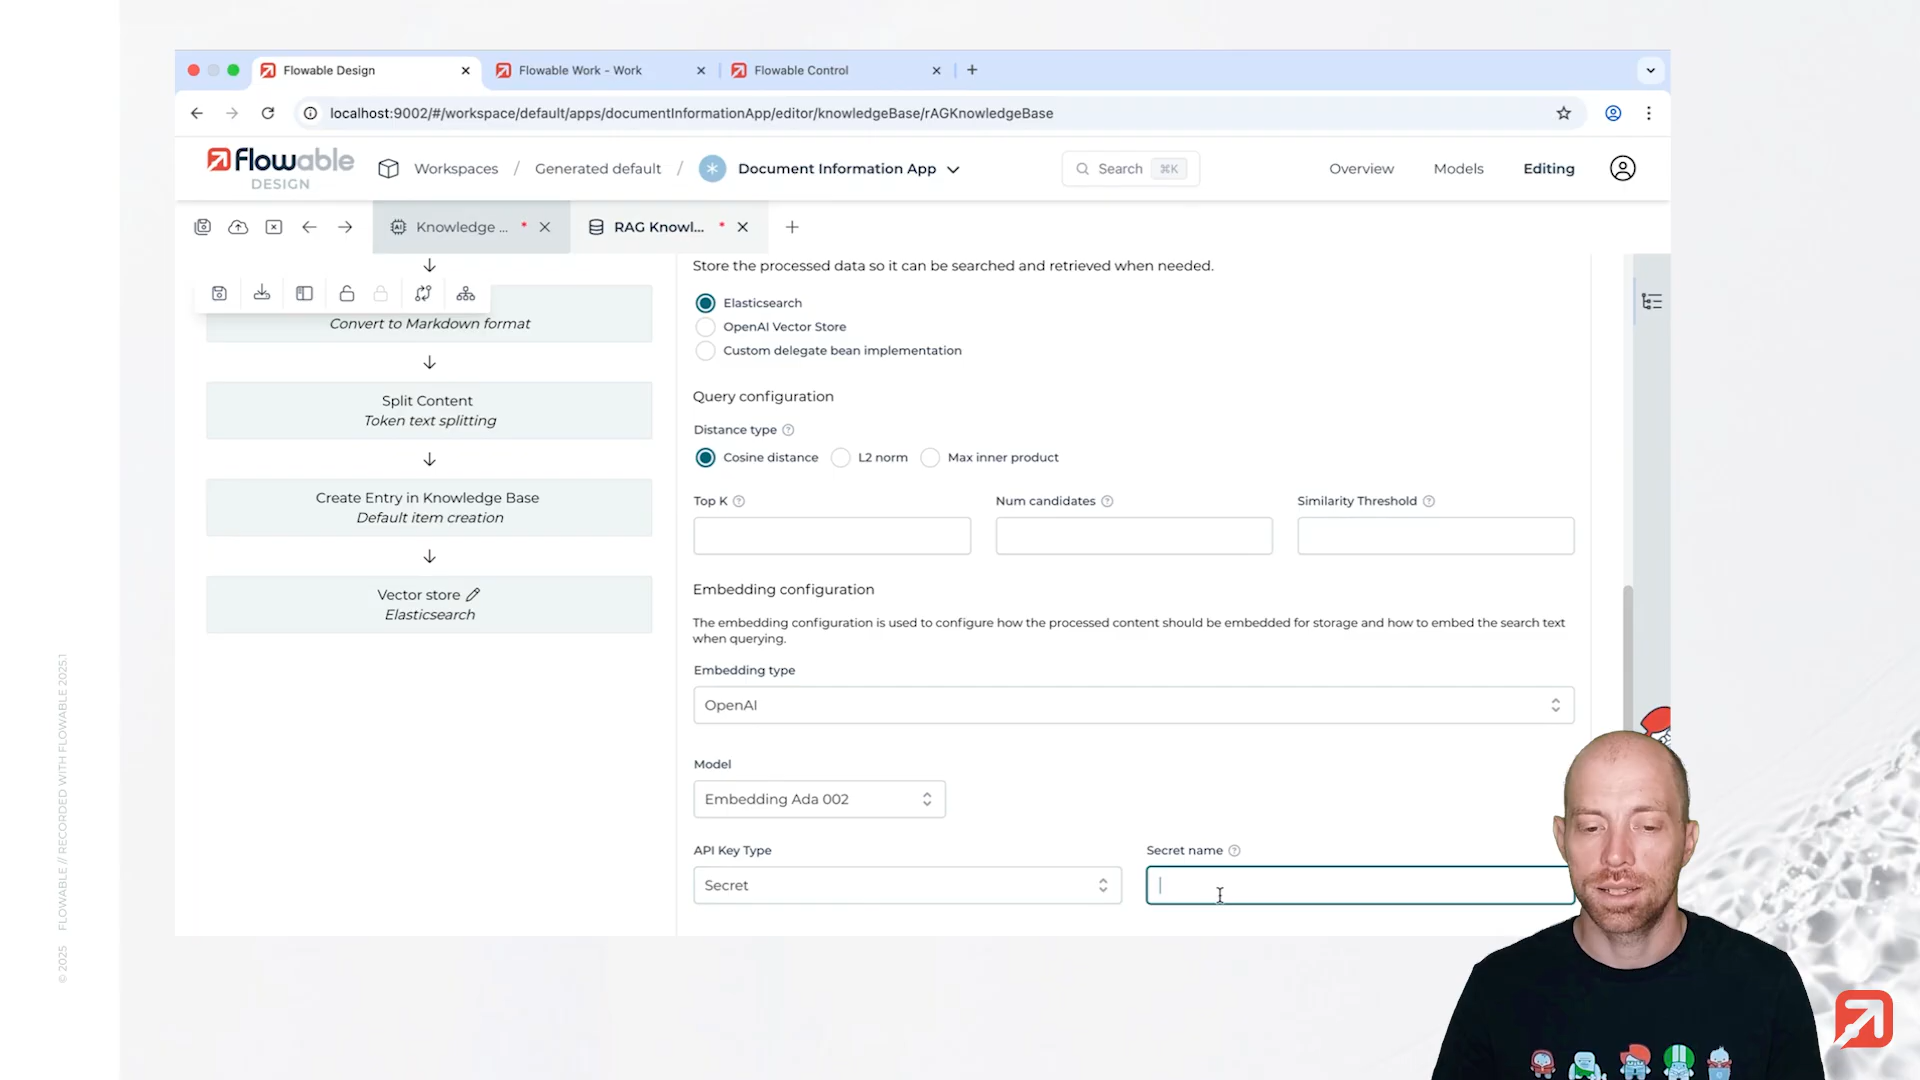 Flowable Design
Flowable Work - Work
Flowable Control
localhost:9002/#/workspace/default/apps/documentInformationApp/editor/knowledgeBase/rAGKnowledgeBase
Flowable
DESIGN
Workspaces / Generated default / Document Information App
Search ⌘K
Overview
Models
Editing
Knowledge ... *
RAG Knowl... *
Convert to Markdown format
Split Content
Token text splitting
Create Entry in Knowledge Base
Default item creation
Vector store
Elasticsearch
Store the processed data so it can be searched and retrieved when needed.
Elasticsearch
OpenAI Vector Store
Custom delegate bean implementation
Query configuration
Distance type
Cosine distance
L2 norm
Max inner product
Top K
Num candidates
Similarity Threshold
Embedding configuration
The embedding configuration is used to configure how the processed content should be embedded for storage and how to embed the search text
when querying.
Embedding type
OpenAI
Model
Embedding Ada 002
API Key Type
Secret name
Secret
© 2025 FLOWABLE // RECORDED WITH FLOWABLE 2025.1